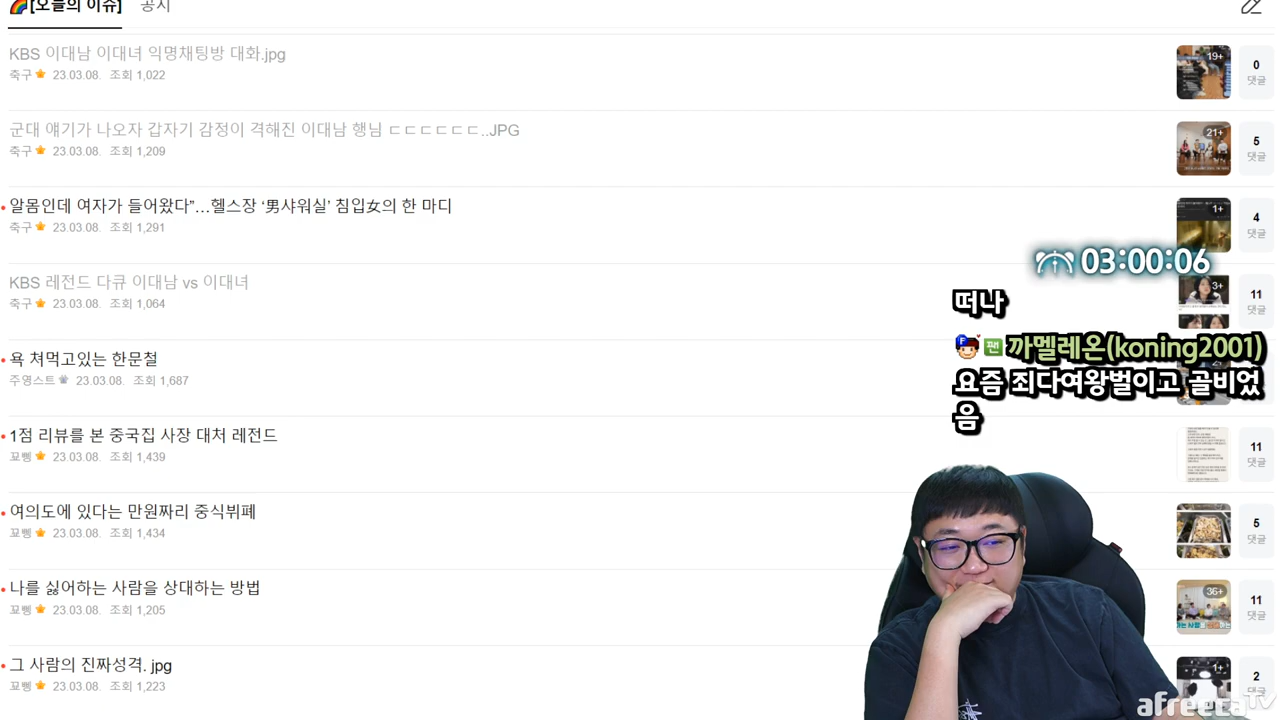 [오늘의 이슈] 공지
KBS 이대남 이대녀 익명채팅방 대화.jpg
축구 23.03.08. 조회 1,022
19+
0
댓글
군대 얘기가 나오자 갑자기 감정이 격해진 이대남 행님 ㄷㄷㄷㄷㄷㄷ..JPG
축구 23.03.08. 조회 1,209
21+
5
댓글
알몸인데 여자가 들어왔다”…헬스장 ‘男샤워실’ 침입女의 한 마디
축구 23.03.08. 조회 1,291
1+
4
댓글
03:00:06
KBS 레전드 다큐 이대남 vs 이대녀
축구 23.03.08. 조회 1,064
3+
11
댓글
떠나
F 팬 까멜레온(koning2001)
요즘 죄다여왕벌이고 골비었
음
욕 쳐먹고있는 한문철
주영스트 23.03.08. 조회 1,687
1점 리뷰를 본 중국집 사장 대처 레전드
꼬삥 23.03.08. 조회 1,439
11
댓글
여의도에 있다는 만원짜리 중식뷔페
꼬삥 23.03.08. 조회 1,434
5
댓글
나를 싫어하는 사람을 상대하는 방법
꼬삥 23.03.08. 조회 1,205
36+
11
댓글
그 사람의 진짜성격. jpg
꼬삥 23.03.08. 조회 1,223
1+
2
댓글
afreecaTV